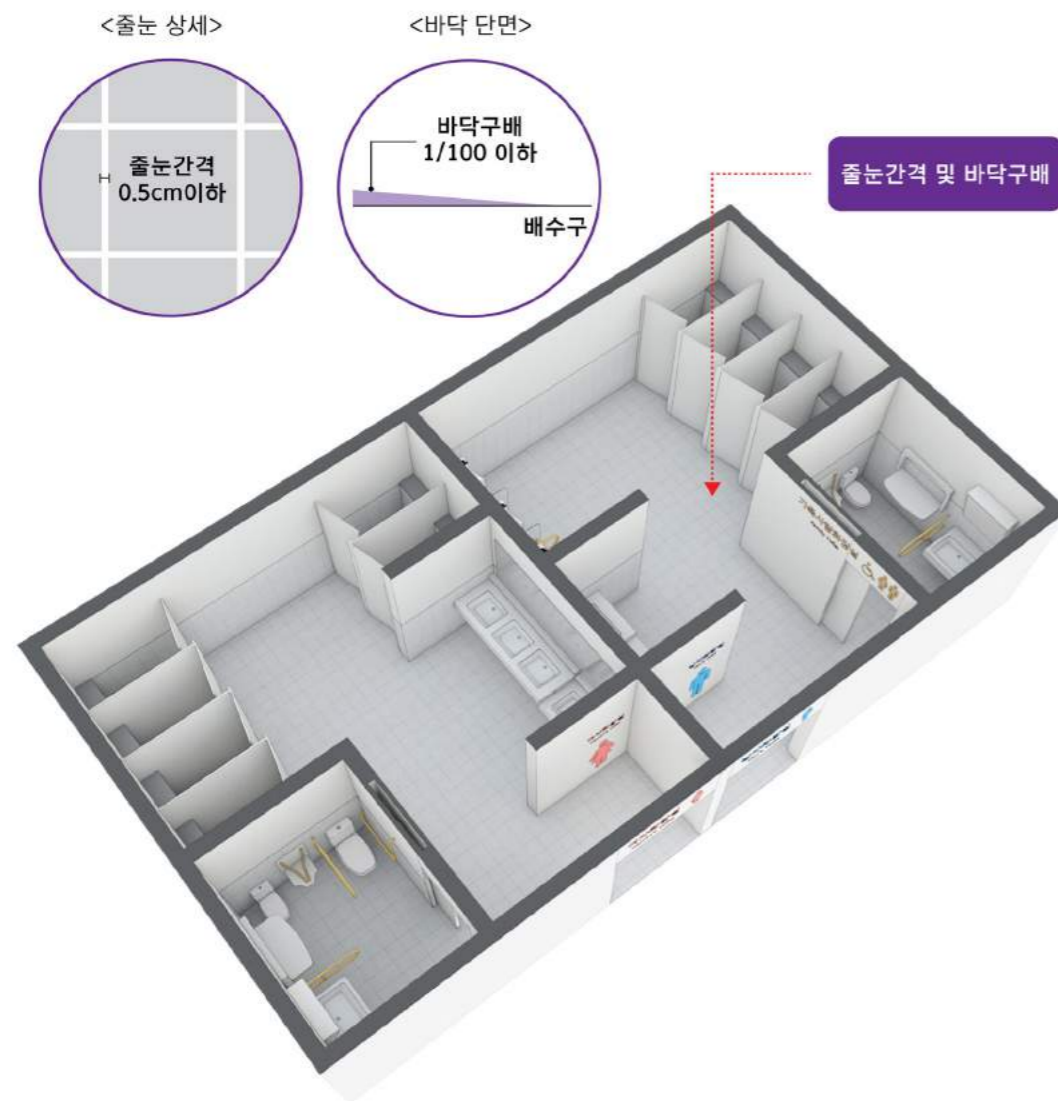 <줄눈 상세>
<바닥 단면>
줄눈간격
0.5cm이하
바닥구배
1/100 이하
배수구
줄눈간격 및 바닥구배